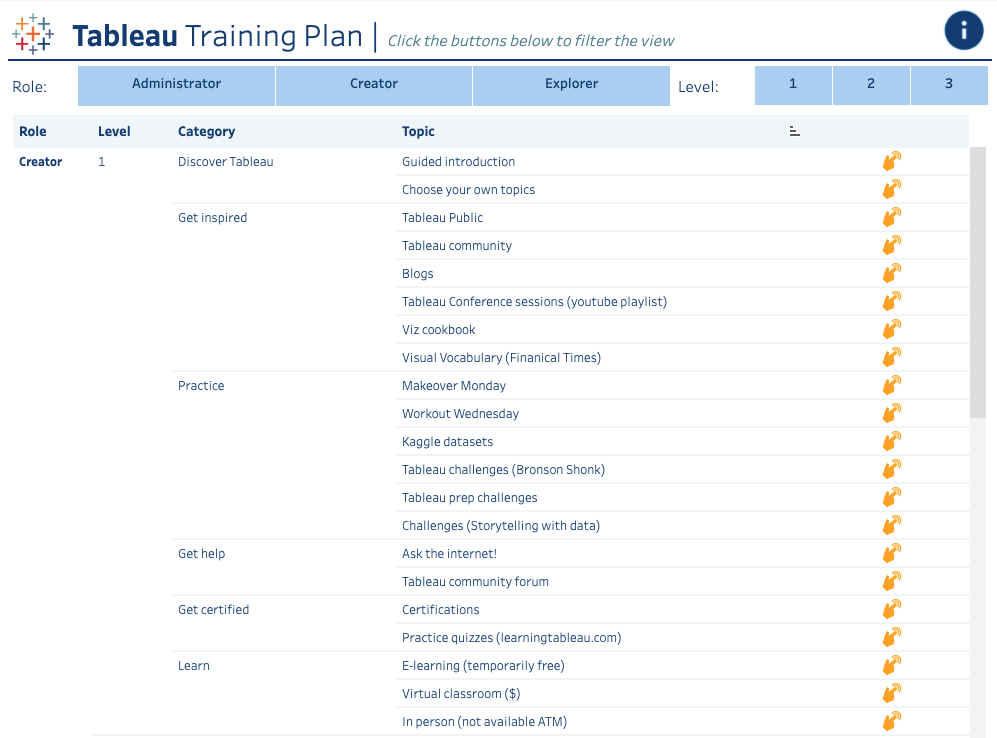 Tableau Training Plan | Click the buttons below to filter the view
Role: Administrator Creator Explorer Level: 1 2 3
Role Level Category Topic
Creator 1 Discover Tableau Guided introduction
Choose your own topics
Get inspired Tableau Public
Tableau community
Blogs
Tableau Conference sessions (youtube playlist)
Viz cookbook
Visual Vocabulary (Finanical Times)
Practice Makeover Monday
Workout Wednesday
Kaggle datasets
Tableau challenges (Bronson Shonk)
Tableau prep challenges
Challenges (Storytelling with data)
Get help Ask the internet!
Tableau community forum
Get certified Certifications
Practice quizzes (learningtableau.com)
Learn E-learning (temporarily free)
Virtual classroom ($)
In person (not available ATM)